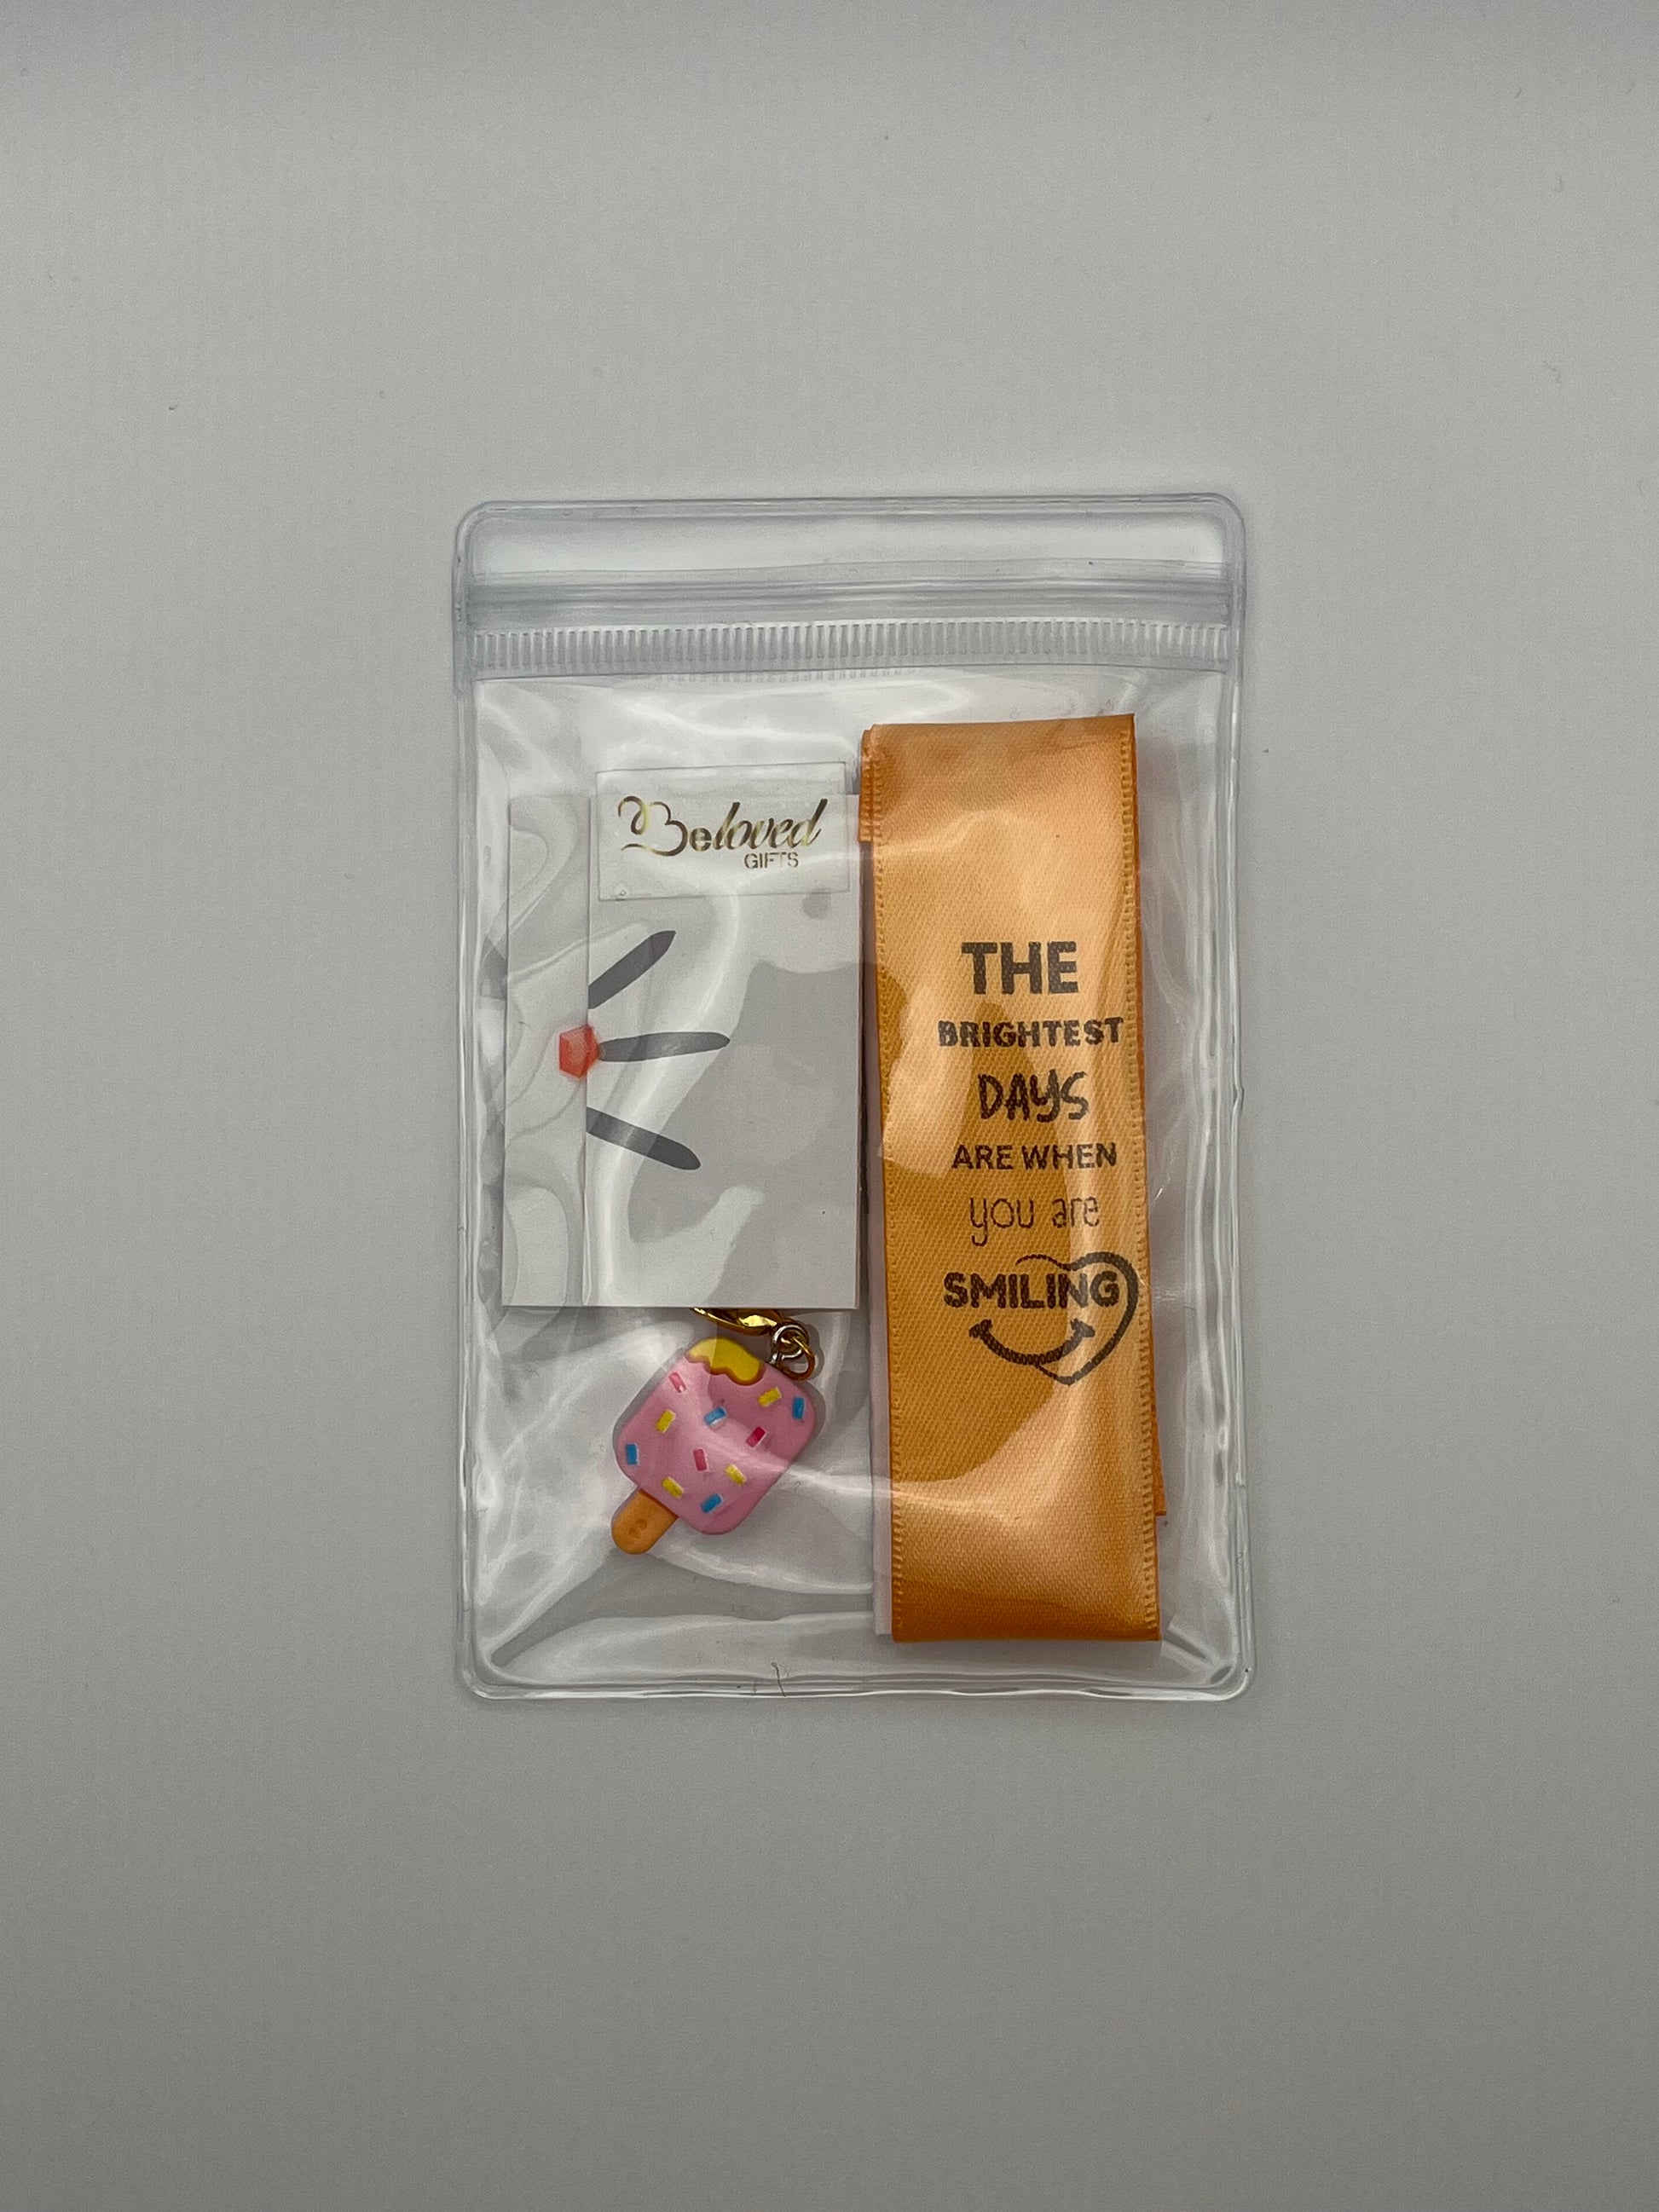 Beloved
GIFTS
THE
BRIGHTEST
DAYS
ARE WHEN
you are
SMILING